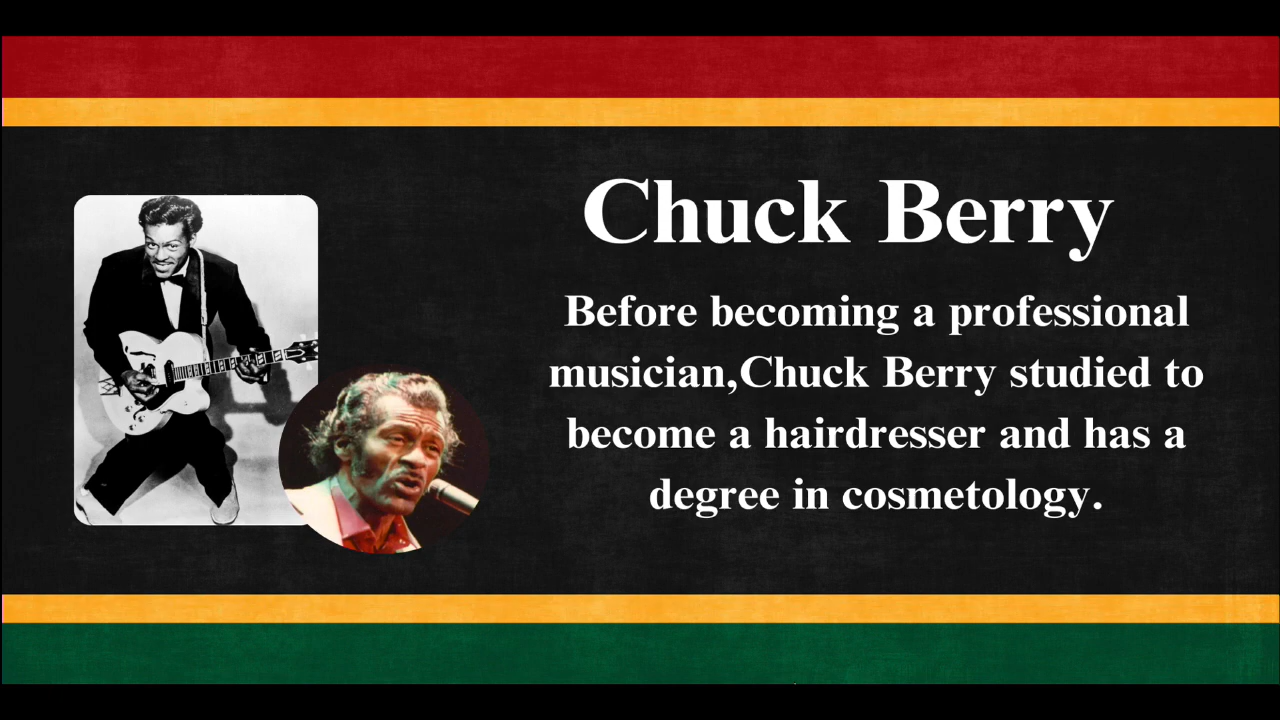 Chuck Berry
Before becoming a professional
musician,Chuck Berry studied to
become a hairdresser and has a
degree in cosmetology.